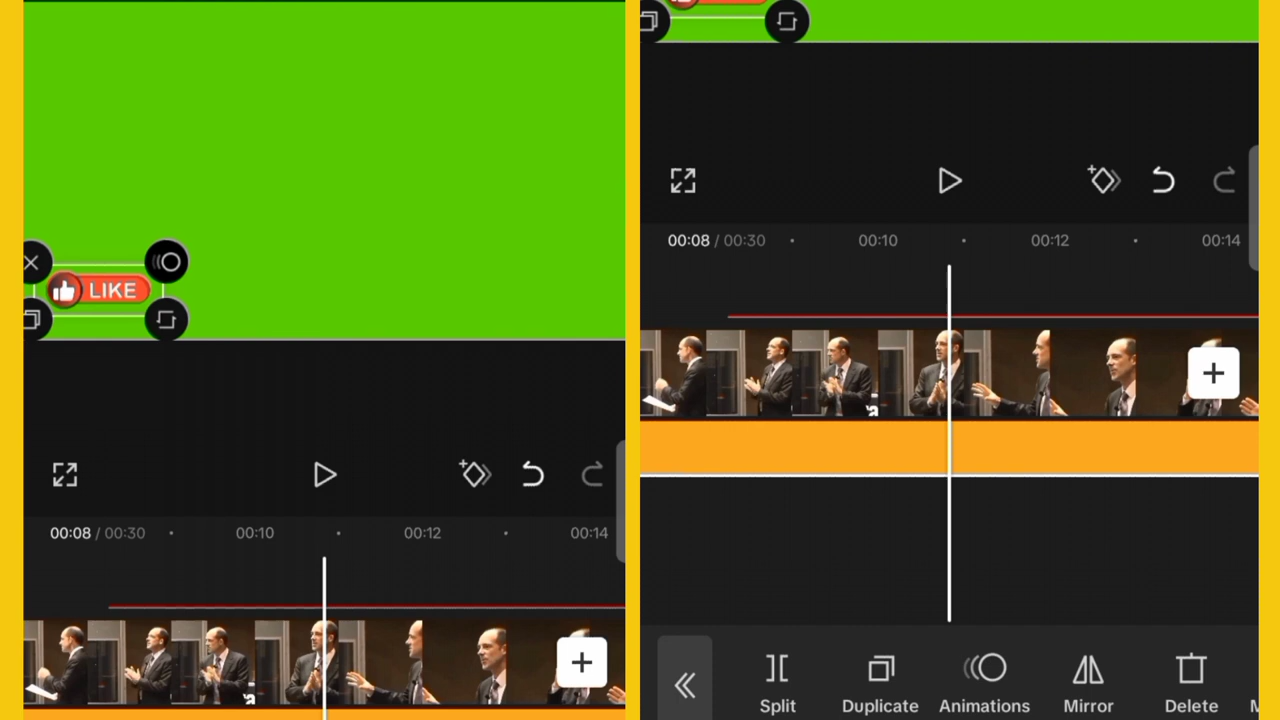 LIKE
00:08 / 00:30
00:10
00:12
00:14
00:08 / 00:30
00:10
00:12
00:14
Split
Duplicate
Animations
Mirror
Delete